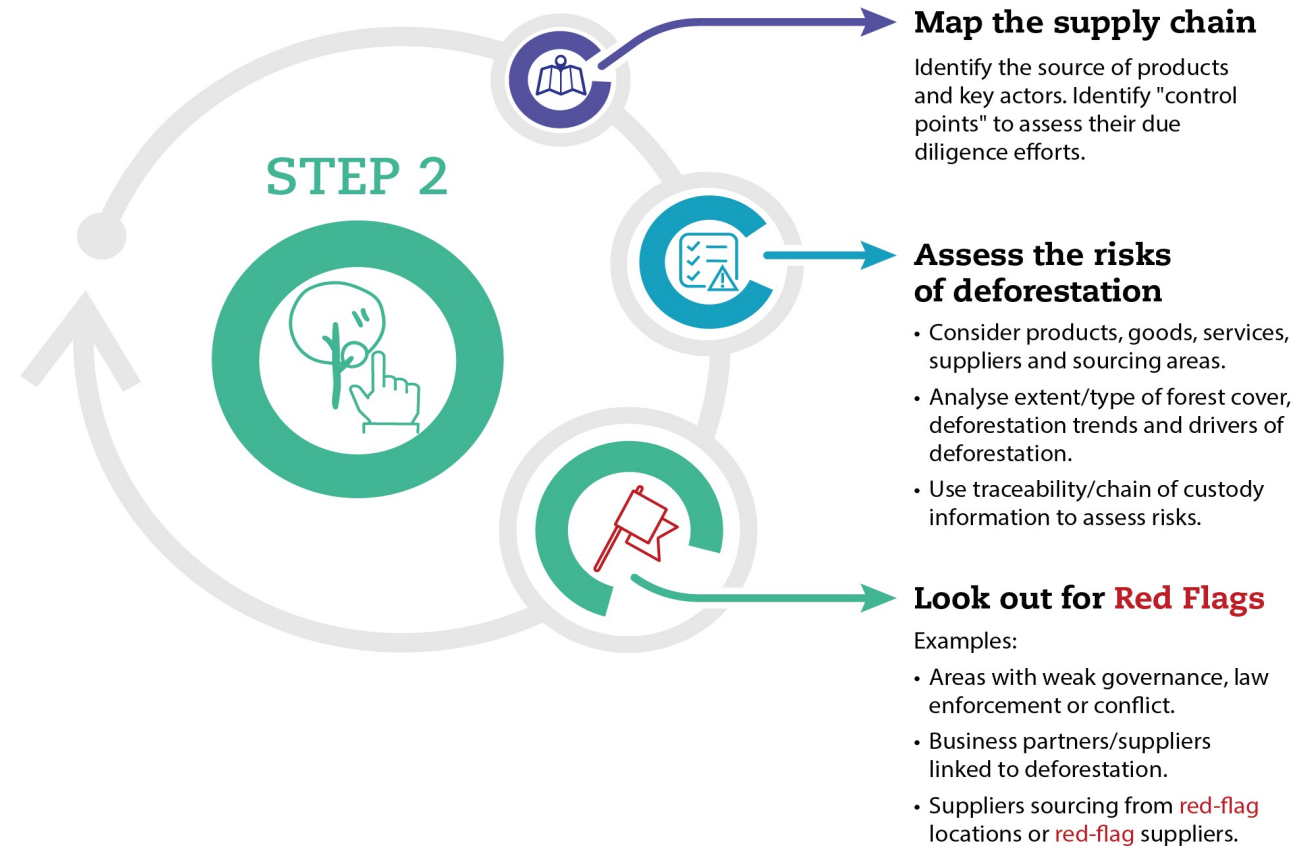 STEP 2
Map the supply chain
Identify the source of products
and key actors. Identify "control
points" to assess their due
diligence efforts.
Assess the risks
of deforestation
• Consider products, goods, services,
suppliers and sourcing areas.
• Analyse extent/type of forest cover,
deforestation trends and drivers of
deforestation.
• Use traceability/chain of custody
information to assess risks.
Look out for Red Flags
Examples:
• Areas with weak governance, law
enforcement or conflict.
• Business partners/suppliers
linked to deforestation.
• Suppliers sourcing from red-flag
locations or red-flag suppliers.